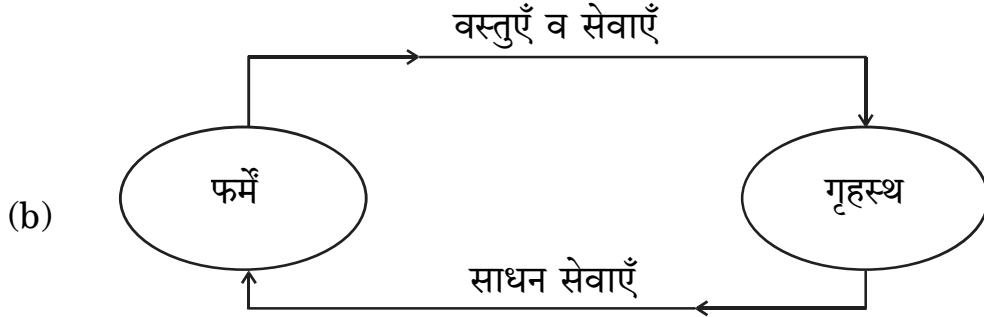 वस्तुएँ व सेवाएँ
फर्में
गृहस्थ
(b)
साधन सेवाएँ